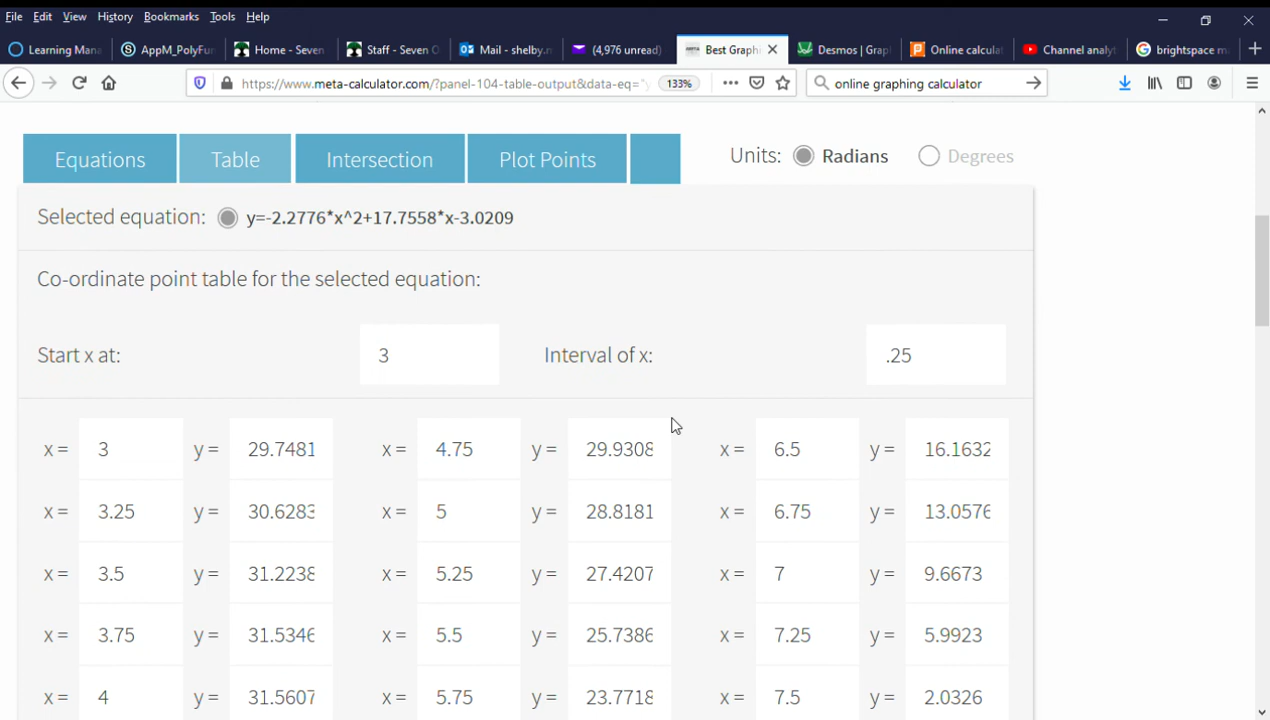 File Edit View History Bookmarks Tools Help
Learning Mana AppM_PolyFun Home - Seven Staff - Seven O Mail - shelby.m (4,976 unread) Best Graph Desmos | Grap Online calcula Channel analyt brightspace m
https://www.meta-calculator.com/?panel-104-table-output&data-eq="y 133% online graphing calculator
Equations Table Intersection Plot Points Units: Radians Degrees
Selected equation: y=-2.2776*x^2+17.7558*x-3.0209
Co-ordinate point table for the selected equation:
Start x at: 3 Interval of x: .25
x = 3 y = 29.7481 x = 4.75 y = 29.9308 x = 6.5 y = 16.1632
x = 3.25 y = 30.6283 x = 5 y = 28.8181 x = 6.75 y = 13.0576
x = 3.5 y = 31.2238 x = 5.25 y = 27.4207 x = 7 y = 9.6673
x = 3.75 y = 31.5346 x = 5.5 y = 25.7386 x = 7.25 y = 5.9923
x = 4 y = 31.5607 x = 5.75 y = 23.7718 x = 7.5 y = 2.0326